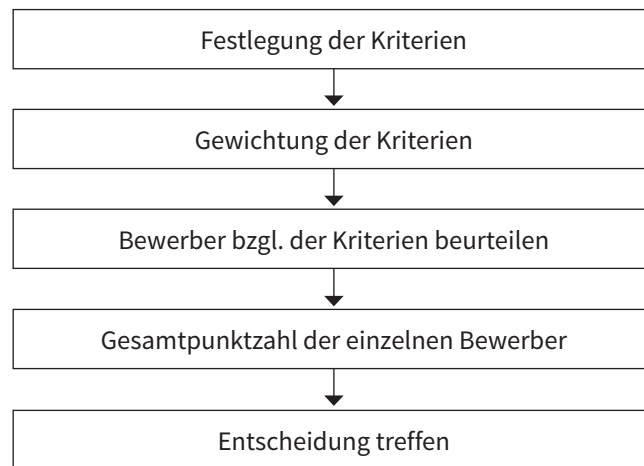 Festlegung der Kriterien
Gewichtung der Kriterien
Bewerber bzgl. der Kriterien beurteilen
Gesamtpunktzahl der einzelnen Bewerber
Entscheidung treffen